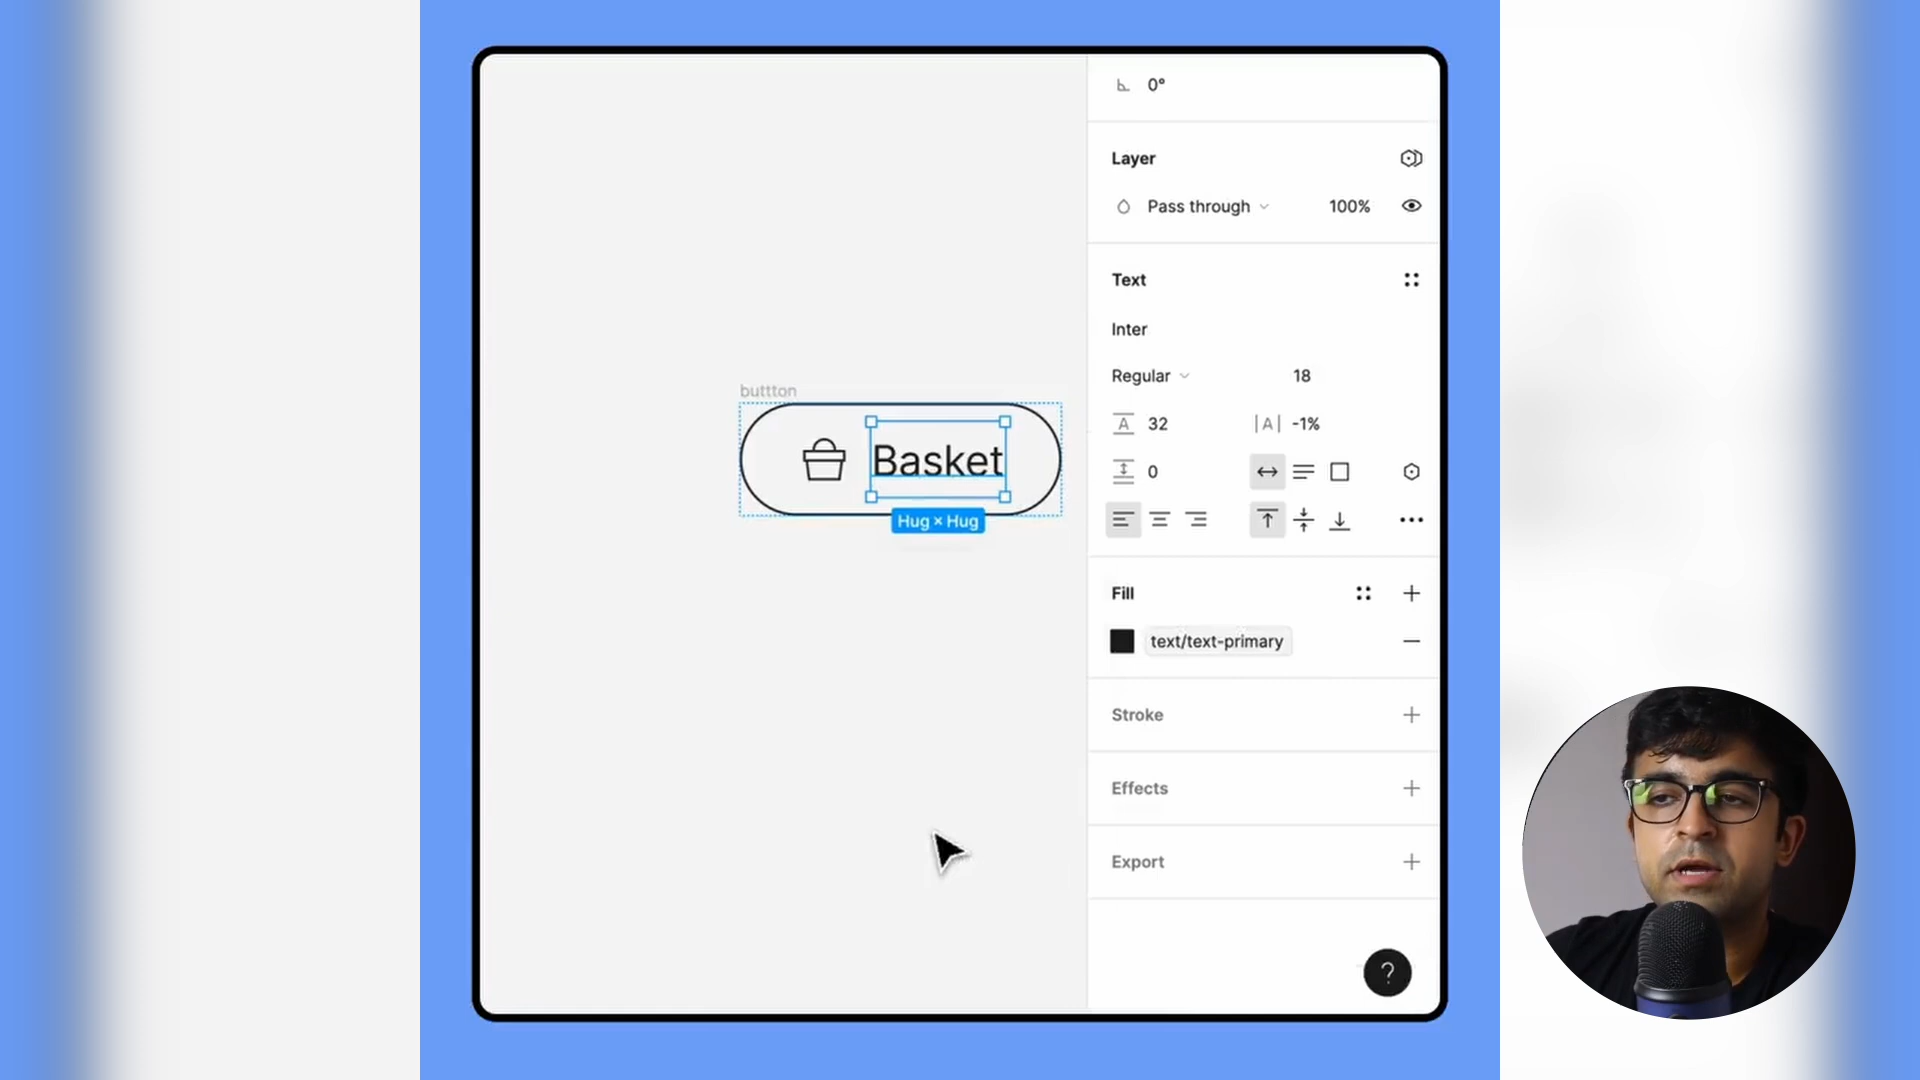 0°
Layer
Pass through 100%
Text
Inter
Regular 18
A 32 |A| -1%
0
buttton
Basket
Hug × Hug
Fill
text/text-primary
Stroke
Effects
Export
?